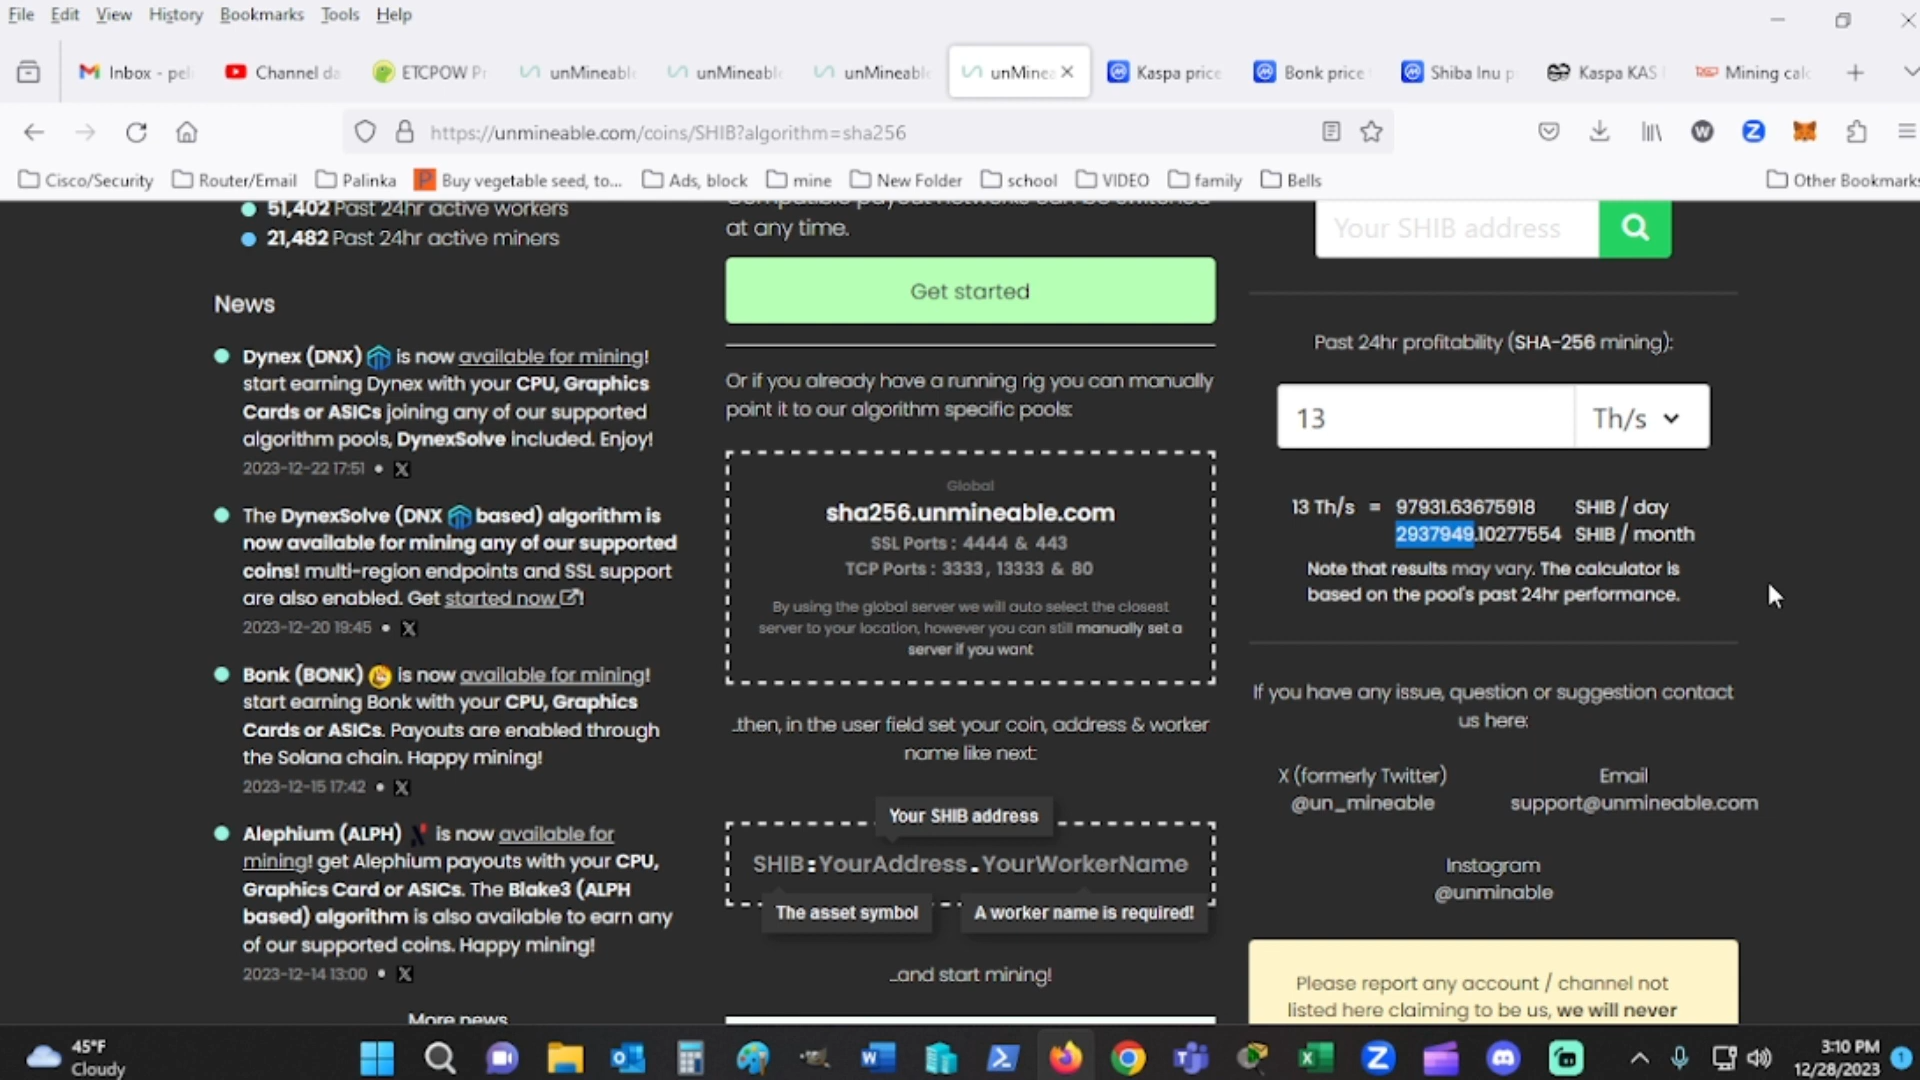 File Edit View History Bookmarks Tools Help
Inbox - pel
Channel da
ETCPOW Pr
unMineabl
unMineabl
unMineabl
unMinea
Kaspa price
Bonk price
Shiba Inu p
Kaspa KAS
Mining calc
https://unmineable.com/coins/SHIB?algorithm=sha256
Cisco/Security
Router/Email
Palinka
Buy vegetable seed, to...
Ads, block
mine
New Folder
school
VIDEO
family
Bells
Other Bookmarks
51,402 Past 24hr active workers
21,482 Past 24hr active miners
News
Dynex (DNX) is now available for mining!
start earning Dynex with your CPU, Graphics
Cards or ASICs joining any of our supported
algorithm pools, DynexSolve included. Enjoy!
2023-12-22 17:51 • X
The DynexSolve (DNX based) algorithm is
now available for mining any of our supported
coins! multi-region endpoints and SSL support
are also enabled. Get started now !
2023-12-20 19:45 • X
Bonk (BONK) is now available for mining!
start earning Bonk with your CPU, Graphics
Cards or ASICs. Payouts are enabled through
the Solana chain. Happy mining!
2023-12-15 17:42 • X
Alephium (ALPH) is now available for
mining! get Alephium payouts with your CPU,
Graphics Card or ASICs. The Blake3 (ALPH
based) algorithm is also available to earn any
of our supported coins. Happy mining!
2023-12-14 13:00 • X
More news
Compatible payout networks can be switched
at any time.
Get started
Or if you already have a running rig you can manually
point it to our algorithm specific pools:
Global
sha256.unmineable.com
SSL Ports : 4444 & 443
TCP Ports : 3333 , 13333 & 80
By using the global server we will auto select the closest
server to your location, however you can still manually set a
server if you want
...then, in the user field set your coin, address & worker
name like next:
Your SHIB address
SHIB:YourAddress.YourWorkerName
The asset symbol
A worker name is required!
...and start mining!
Your SHIB address
Past 24hr profitability (SHA-256 mining):
13 Th/s
13 Th/s = 97931.63675918 SHIB / day
2937949.10277554 SHIB / month
Note that results may vary. The calculator is
based on the pool's past 24hr performance.
If you have any issue, question or suggestion contact
us here:
X (formerly Twitter)
@un_mineable
Email
support@unmineable.com
Instagram
@unminable
Please report any account / channel not
listed here claiming to be us, we will never
45°F
Cloudy
3:10 PM
12/28/2023
1